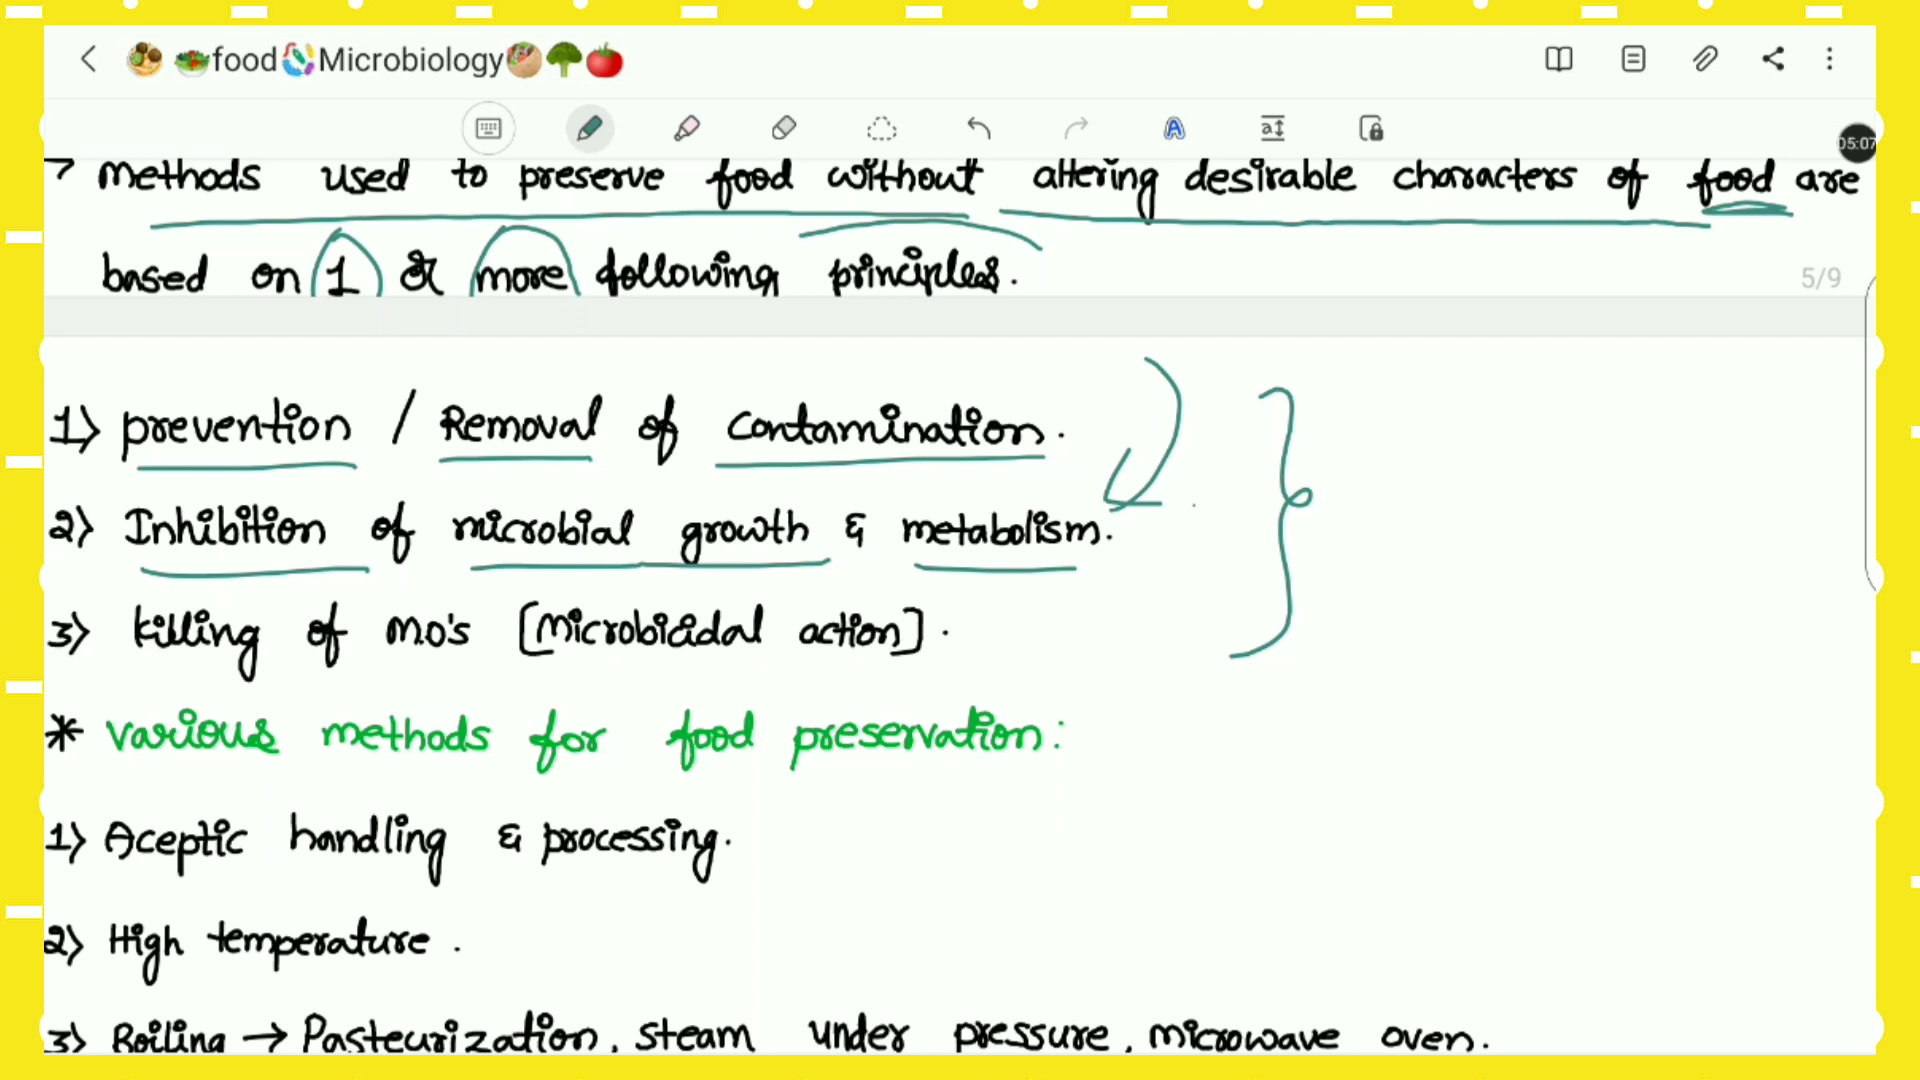 food Microbiology
05:07
methods used to preserve food without altering desirable characters of food are
based on 1 or more following principles.
5/9
1) prevention / Removal of contamination.
2) Inhibition of microbial growth & metabolism.
3) killing of m.o's [Microbicidal action].
* various methods for food preservation:
1) Aceptic handling & processing.
2) High temperature.
3) Boiling → Pasteurization, steam under pressure, microwave oven.